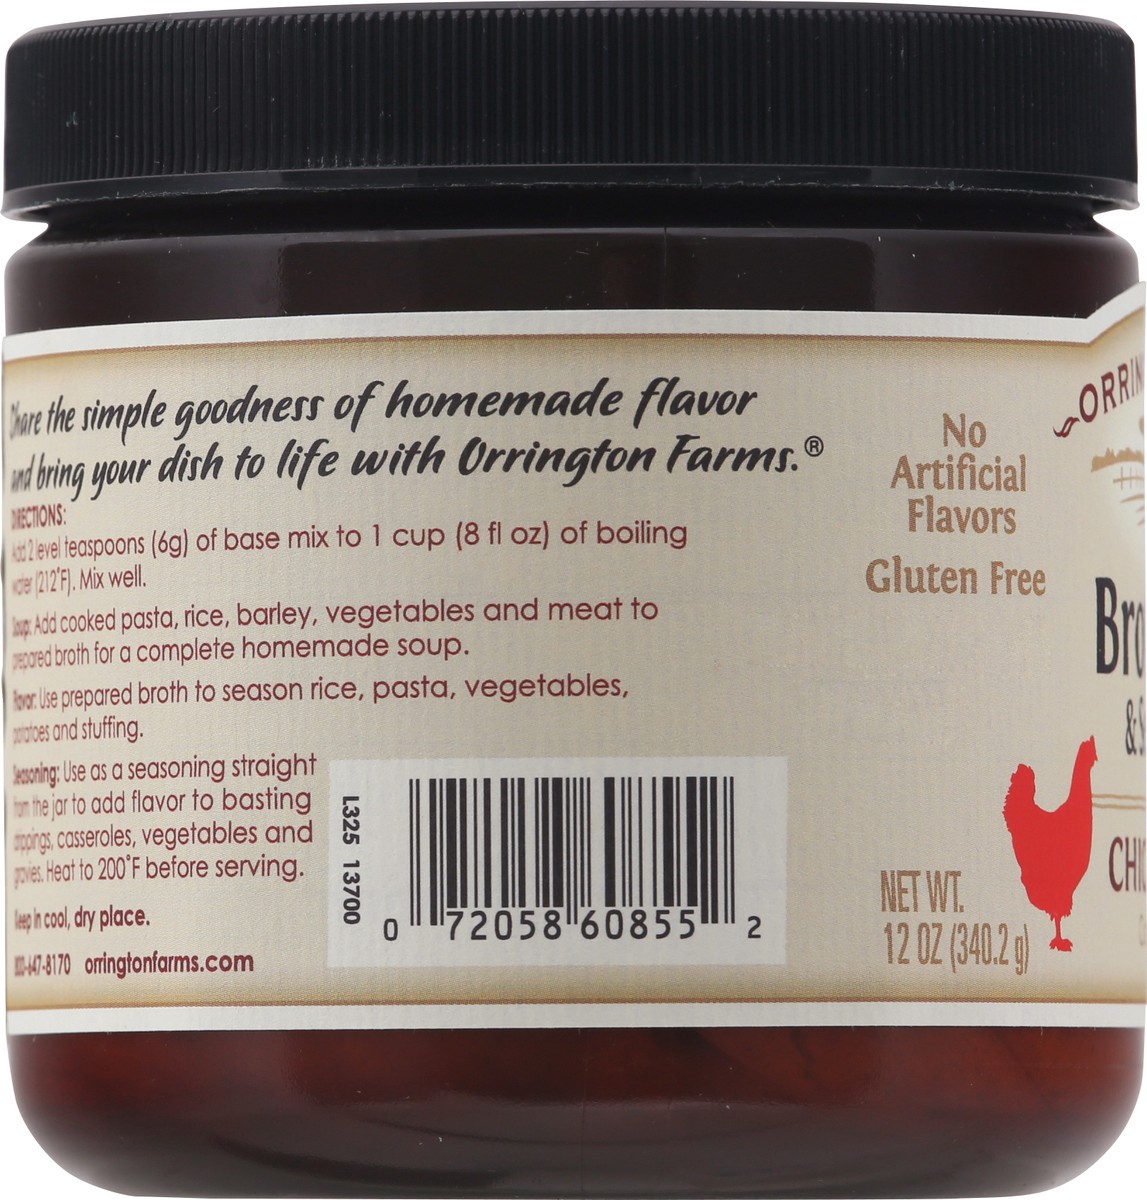 Share the simple goodness of homemade flavor
and bring your dish to life with Orrington Farms.®
DIRECTIONS:
Add 2 level teaspoons (6g) of base mix to 1 cup (8 fl oz) of boiling
water (212°F). Mix well.
Soup: Add cooked pasta, rice, barley, vegetables and meat to
prepared broth for a complete homemade soup.
Flavor: Use prepared broth to season rice, pasta, vegetables,
potatoes and stuffing.
Seasoning: Use as a seasoning straight
from the jar to add flavor to basting
drippings, casseroles, vegetables and
gravies. Heat to 200°F before serving.
Keep in cool, dry place.
800-647-8170 orringtonfarms.com
L325 13700
0 72058 60855 2
No
Artificial
Flavors
Gluten Free
NET WT.
12 OZ (340.2 g)
ORRIN
Bro
& S
CHIC